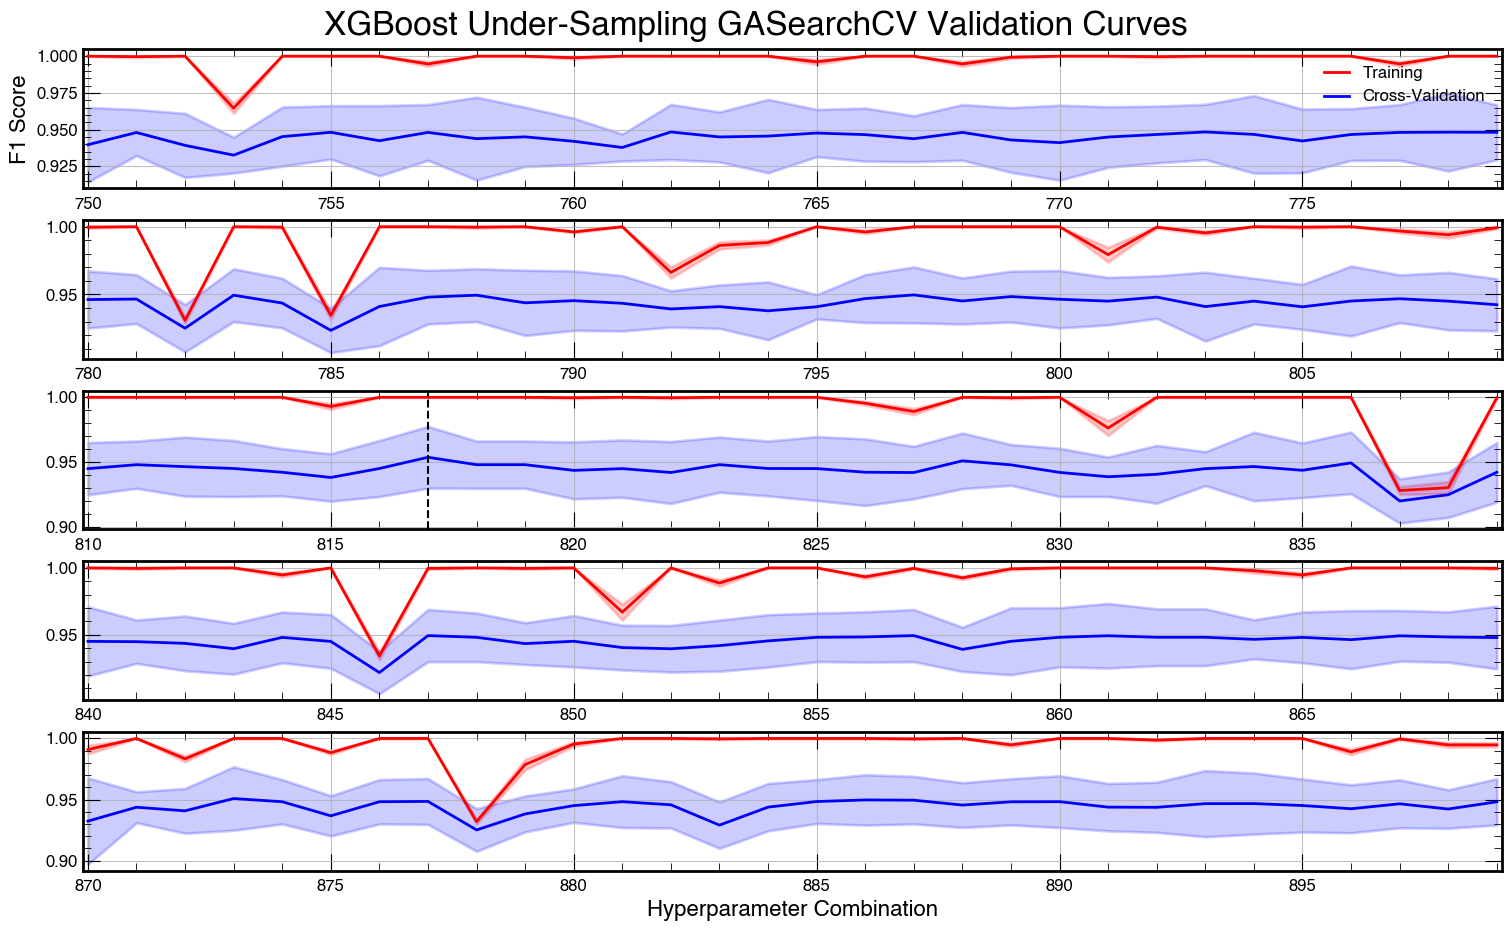 XGBoost Under-Sampling GASearchCV Validation Curves
F1 Score
1.000
0.975
0.950
0.925
Training
Cross-Validation
750 755 760 765 770 775
1.00
0.95
780 785 790 795 800 805
1.00
0.95
0.90
810 815 820 825 830 835
1.00
0.95
840 845 850 855 860 865
1.00
0.95
0.90
870 875 880 885 890 895
Hyperparameter Combination